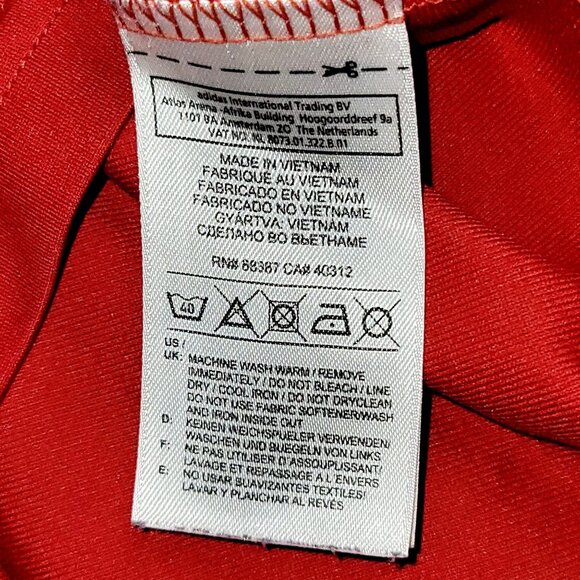 adidas International Trading BV
Atlas Arena -Afrika Building Hoogoorddreef 9a
1101 BA Amsterdam ZO The Netherlands
VAT NO: NL 8073.01.322.B.01
MADE IN VIETNAM
FABRIQUÉ AU VIETNAM
FABRICADO EN VIETNAM
FABRICADO NO VIETNAME
GYÁRTVA: VIETNAM
СДЕЛАНО ВО ВЬЕТНАМЕ
RN# 88387 CA# 40312
40
US /
UK: MACHINE WASH WARM / REMOVE
IMMEDIATELY / DO NOT BLEACH / LINE
DRY / COOL IRON / DO NOT DRYCLEAN
DO NOT USE FABRIC SOFTENER/WASH
AND IRON INSIDE OUT
D: KEINEN WEICHSPUELER VERWENDEN/
WASCHEN UND BUEGELN VON LINKS
F: NE PAS UTILISER D'ASSOUPLISSANT/
LAVAGE ET REPASSAGE A L'ENVERS
E: NO USAR SUAVIZANTES TEXTILES/
LAVAR Y PLANCHAR AL REVÉS